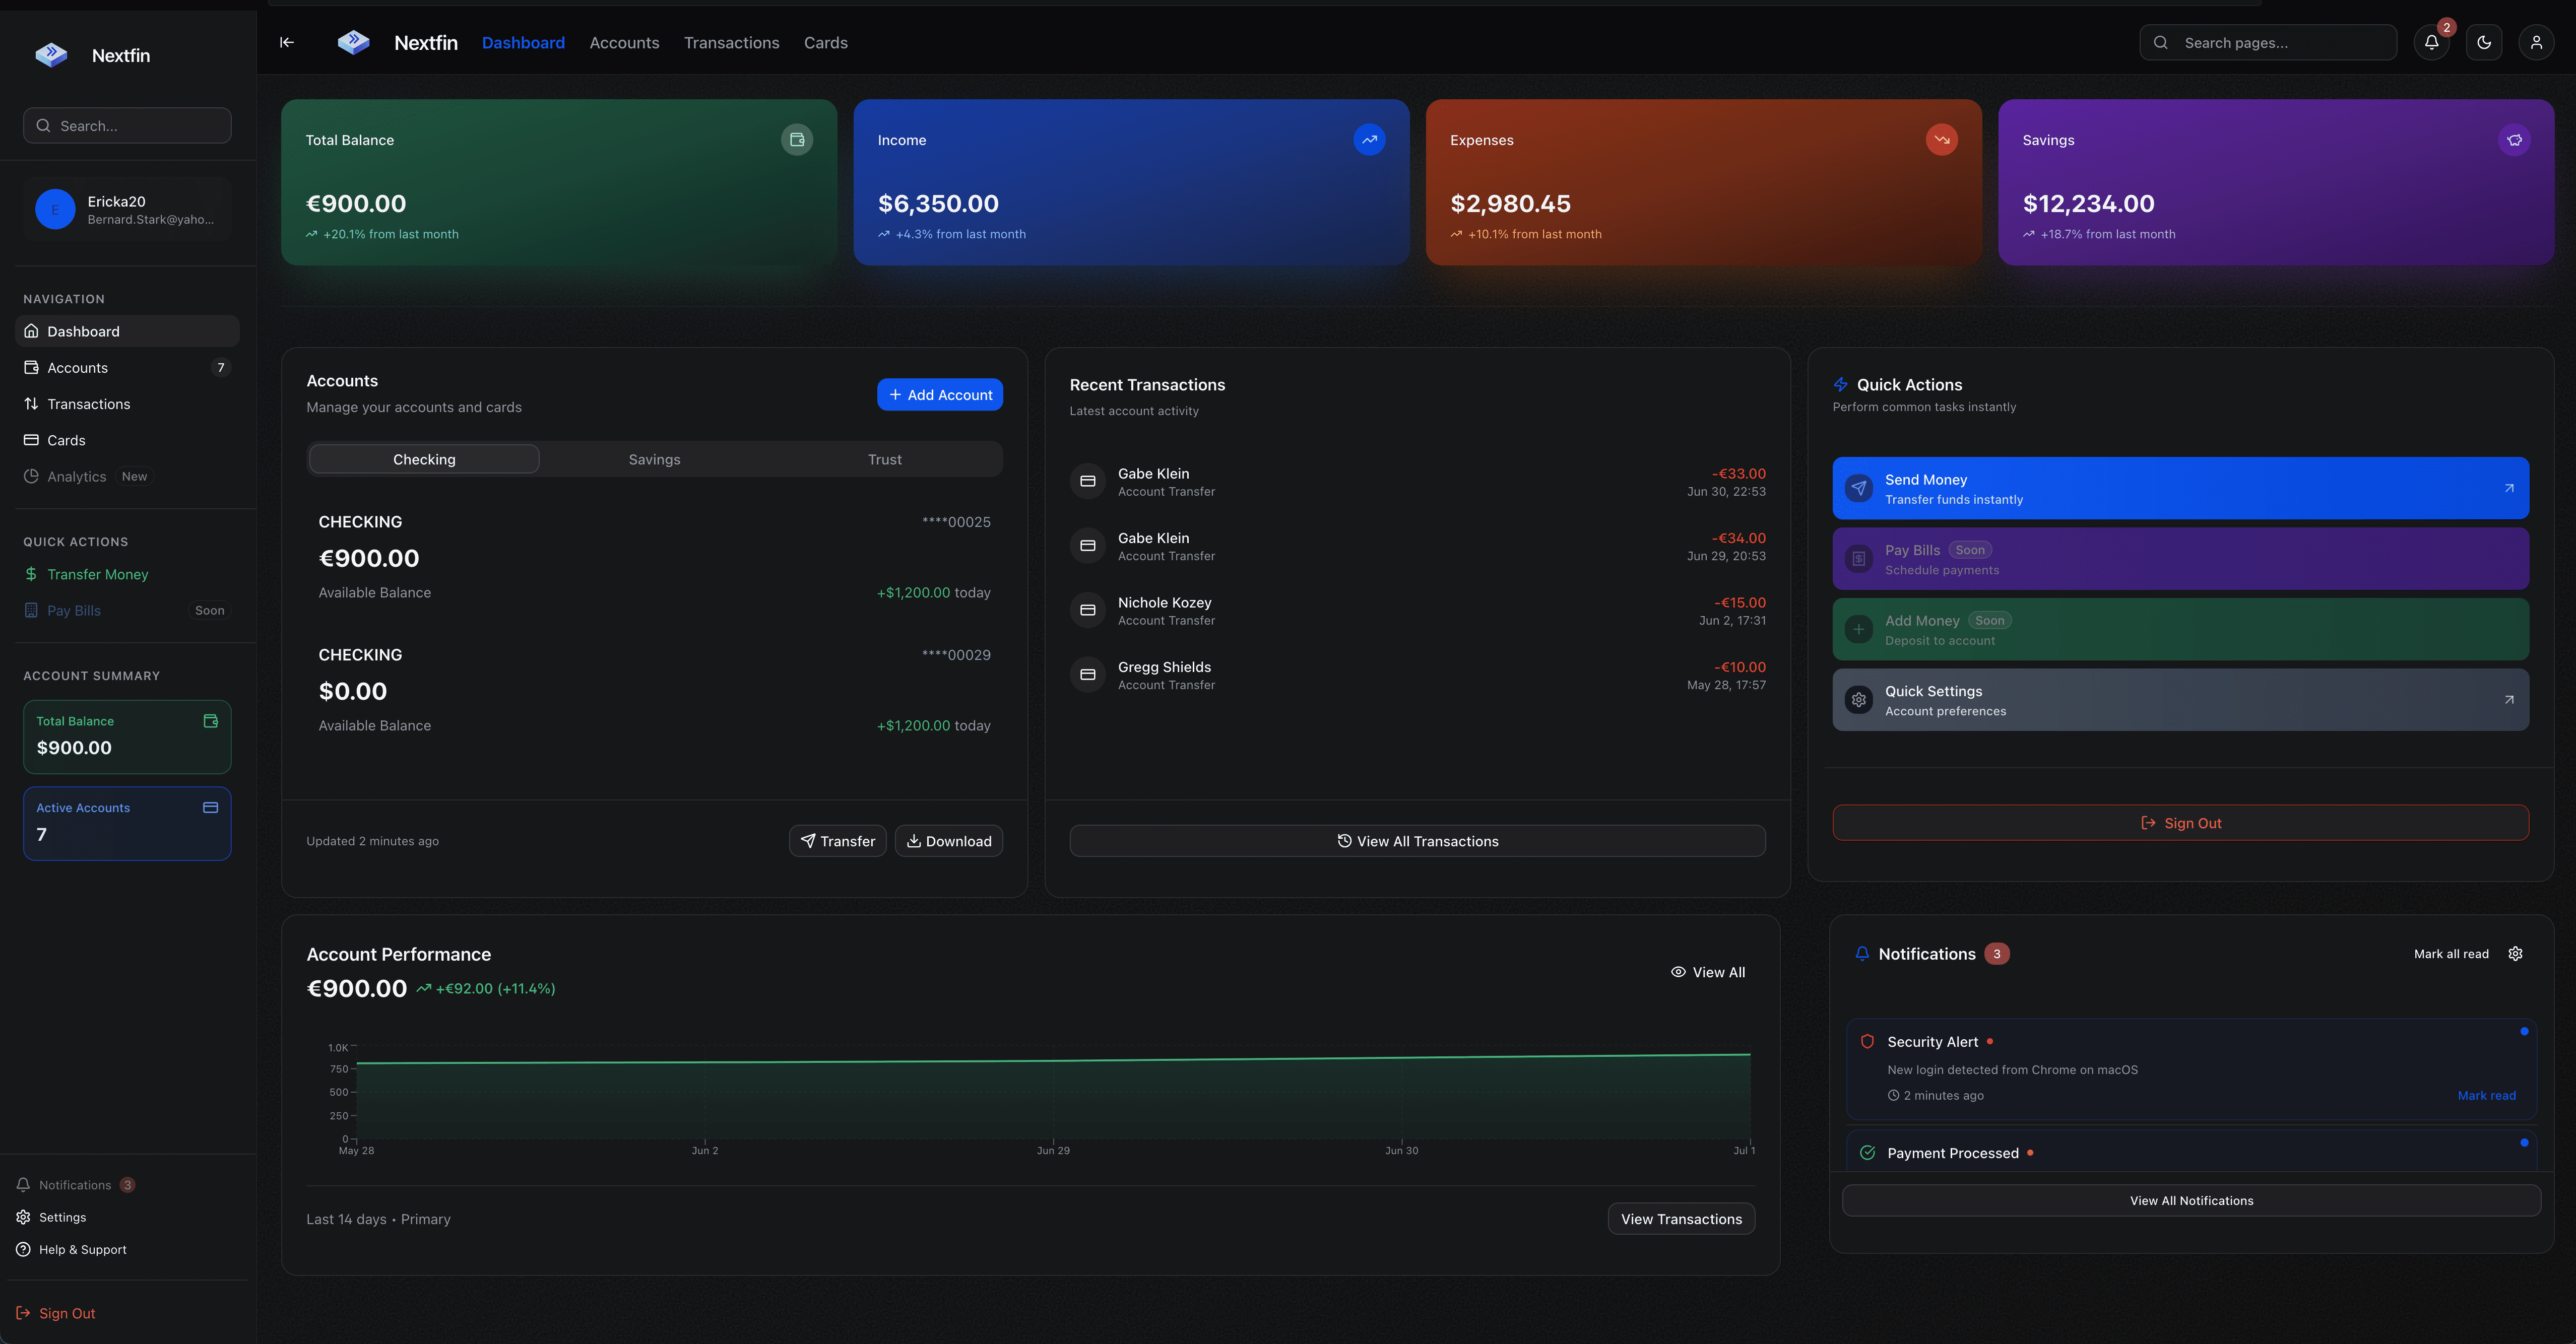 Nextfin
Search...
E
Ericka20
Bernard.Stark@yaho...
NAVIGATION
Dashboard
Accounts 7
Transactions
Cards
Analytics New
QUICK ACTIONS
Transfer Money
Pay Bills Soon
ACCOUNT SUMMARY
Total Balance
$900.00
Active Accounts
7
Notifications 3
Settings
Help & Support
Sign Out
Nextfin Dashboard Accounts Transactions Cards
Search pages...
2
Total Balance
€900.00
+20.1% from last month
Income
$6,350.00
+4.3% from last month
Expenses
$2,980.45
+10.1% from last month
Savings
$12,234.00
+18.7% from last month
Accounts
Manage your accounts and cards
+ Add Account
Checking Savings Trust
CHECKING ****00025
€900.00
Available Balance +$1,200.00 today
CHECKING ****00029
$0.00
Available Balance +$1,200.00 today
Updated 2 minutes ago Transfer Download
Recent Transactions
Latest account activity
Gabe Klein -€33.00
Account Transfer Jun 30, 22:53
Gabe Klein -€34.00
Account Transfer Jun 29, 20:53
Nichole Kozey -€15.00
Account Transfer Jun 2, 17:31
Gregg Shields -€10.00
Account Transfer May 28, 17:57
View All Transactions
Quick Actions
Perform common tasks instantly
Send Money
Transfer funds instantly
Pay Bills Soon
Schedule payments
Add Money Soon
Deposit to account
Quick Settings
Account preferences
Sign Out
Account Performance
€900.00 +€92.00 (+11.4%)
View All
1.0K
750
500
250
0
May 28 Jun 2 Jun 29 Jun 30 Jul 1
Last 14 days • Primary View Transactions
Notifications 3 Mark all read
Security Alert
New login detected from Chrome on macOS
2 minutes ago Mark read
Payment Processed
View All Notifications